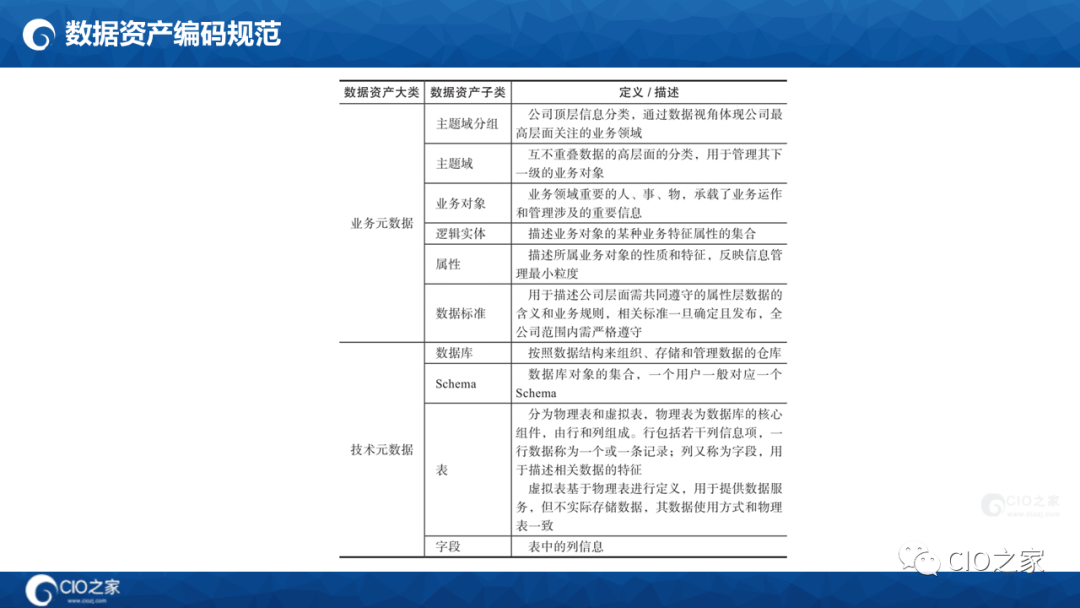 数据资产编码规范
数据资产大类 数据资产子类 定义 / 描述
主题域分组
公司顶层信息分类，通过数据视角体现公司最
高层面关注的业务领域
主题域
互不重叠数据的高层面的分类，用于管理其下
一级的业务对象
业务对象
业务领域重要的人、事、物，承载了业务运作
和管理涉及的重要信息
业务元数据
逻辑实体 描述业务对象的某种业务特征属性的集合
属性
描述所属业务对象的性质和特征，反映信息管
理最小粒度
数据标准
用于描述公司层面需共同遵守的属性层数据的
含义和业务规则，相关标准一旦确定且发布，全
公司范围内需严格遵守
数据库 按照数据结构来组织、存储和管理数据的仓库
Schema
数据库对象的集合，一个用户一般对应一个
Schema
技术元数据
表
分为物理表和虚拟表，物理表为数据库的核心
组件，由行和列组成。行包括若干列信息项，一
行数据称为一个或一条记录；列又称为字段，用
于描述相关数据的特征
虚拟表基于物理表进行定义，用于提供数据服
务，但不实际存储数据，其数据使用方式和物理
表一致
字段 表中的列信息
CIO之家
www.ciozj.com
CIO之家
CIO之家
www.ciozj.com